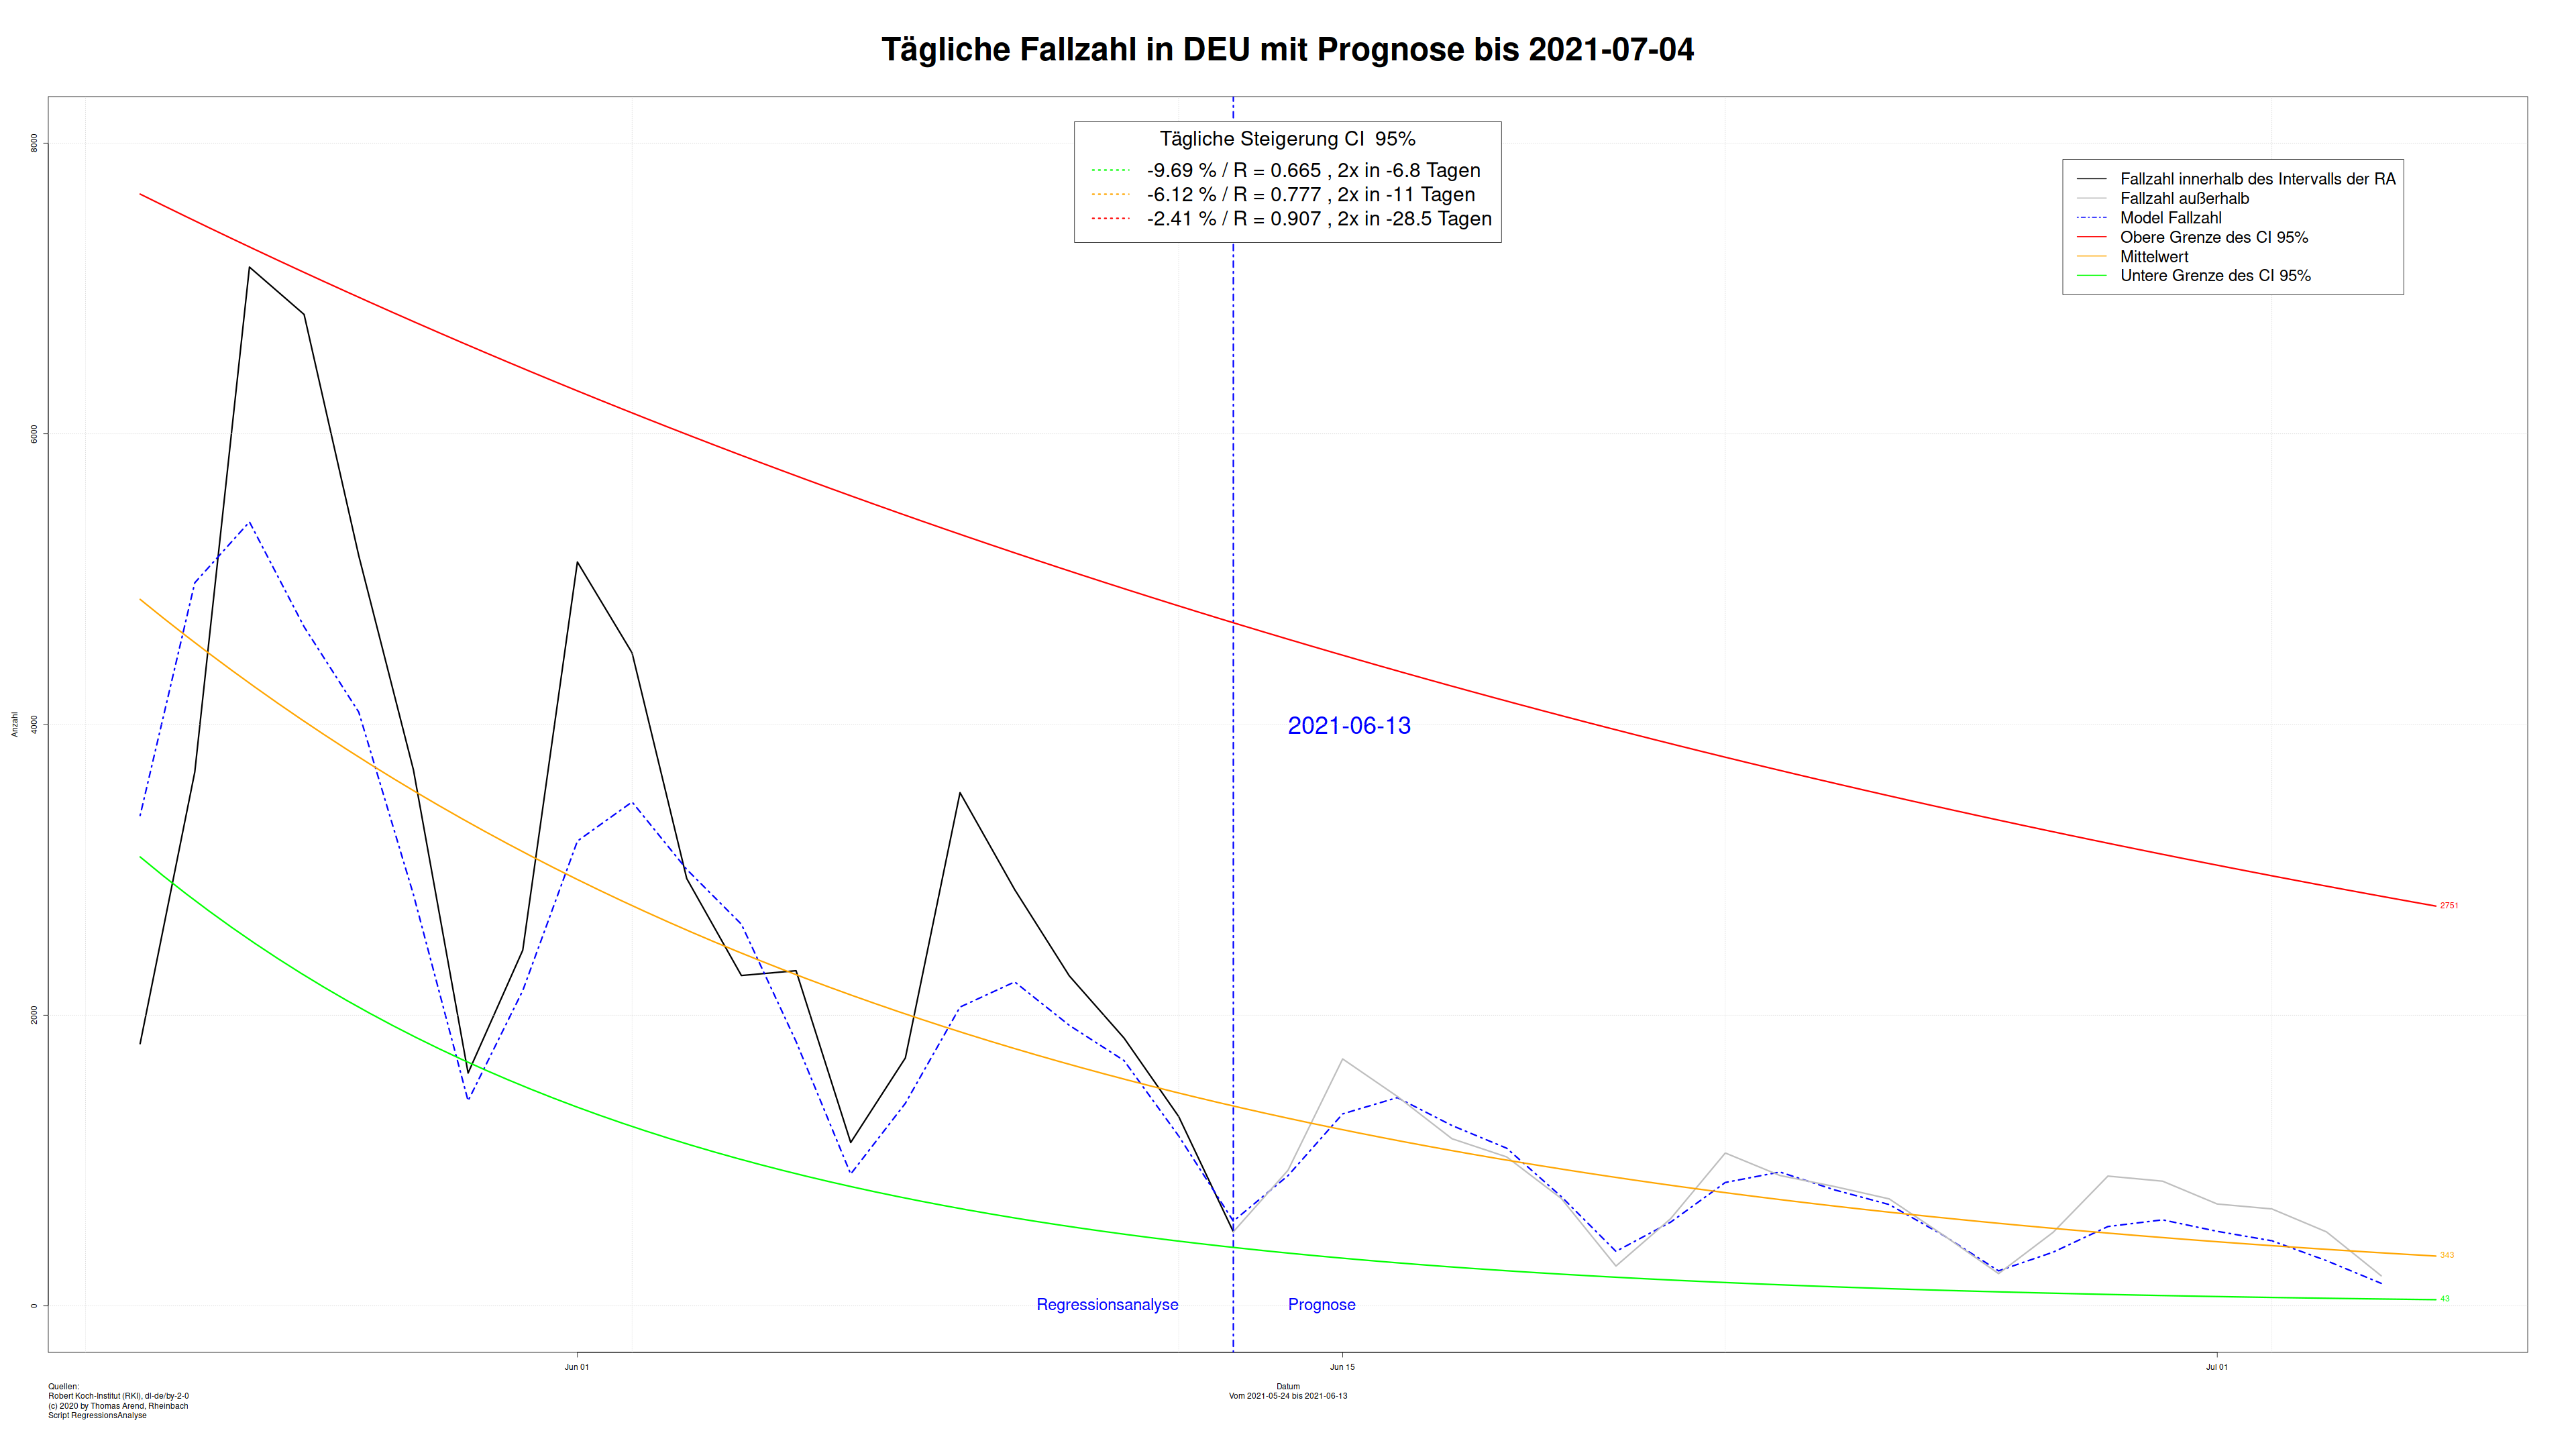 Tägliche Fallzahl in DEU mit Prognose bis 2021-07-04
Tägliche Steigerung CI  95%
-9.69 % / R = 0.665 , 2x in -6.8 Tagen
-6.12 % / R = 0.777 , 2x in -11 Tagen
-2.41 % / R = 0.907 , 2x in -28.5 Tagen
Fallzahl innerhalb des Intervalls der RA
Fallzahl außerhalb
Model Fallzahl
Obere Grenze des CI 95%
Mittelwert
Untere Grenze des CI 95%
8000
6000
4000
2000
0
Anzahl
2021-06-13
2751
343
43
Regressionsanalyse
Prognose
Jun 01
Jun 15
Jul 01
Datum
Vom 2021-05-24 bis 2021-06-13
Quellen:
Robert Koch-Institut (RKI), dl-de/by-2-0
(c) 2020 by Thomas Arend, Rheinbach
Script RegressionsAnalyse